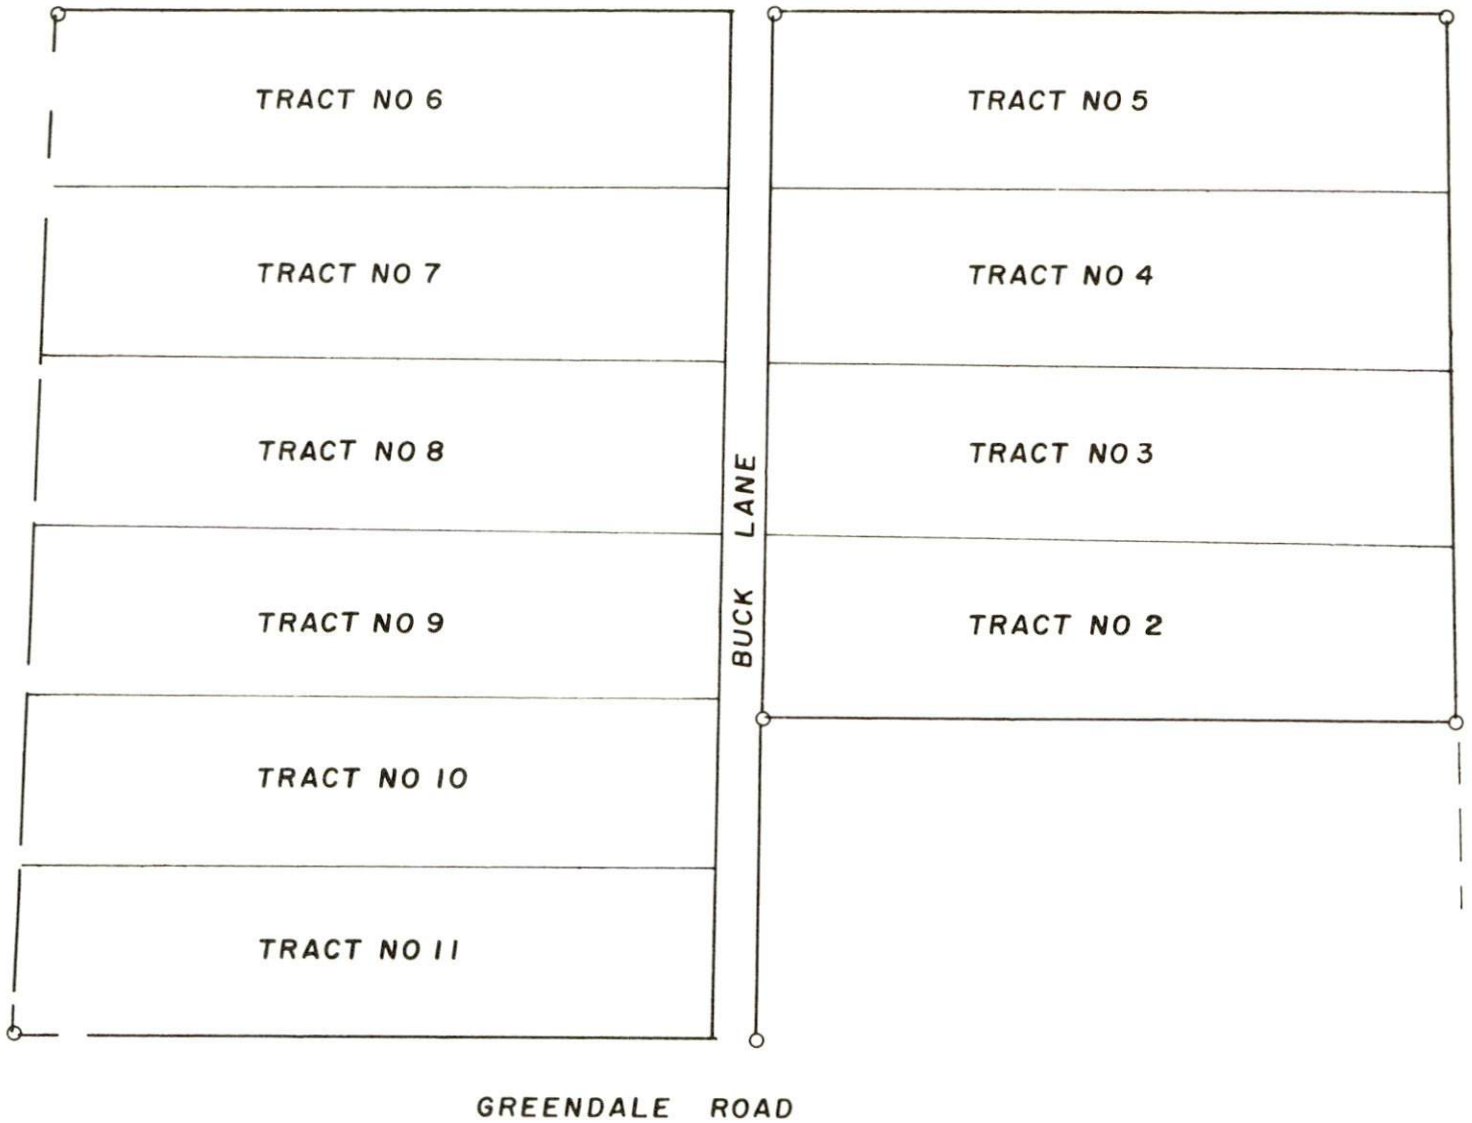 TRACT NO 6
TRACT NO 5
TRACT NO 7
TRACT NO 4
TRACT NO 8
TRACT NO 3
BUCK LANE
TRACT NO 9
TRACT NO 2
TRACT NO 10
TRACT NO 11
GREENDALE ROAD